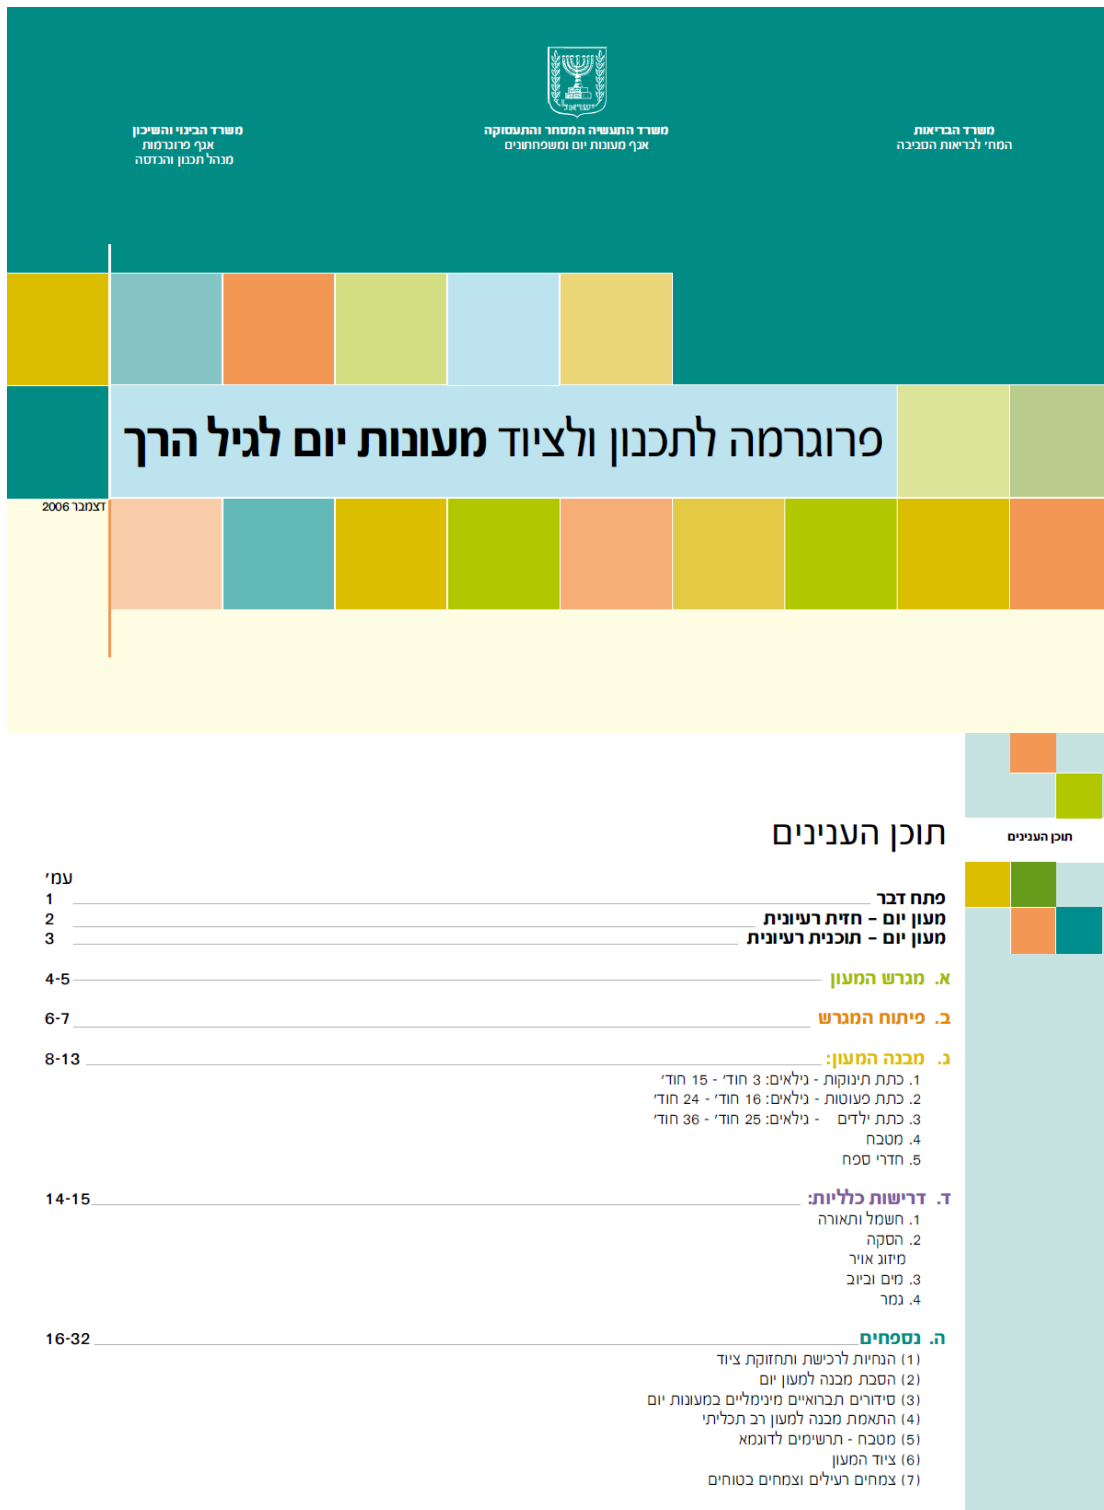 ישראל
משרד הבריאות
המח׳ לבריאות הסביבה
משרד התעשיה המסחר והתעסוקה
אגף מעונות יום ומשפחתונים
משרד הבינוי והשיכון
אגף פרוגרמות
מנהל תכנון והנדסה
פרוגרמה לתכנון ולציוד מעונות יום לגיל הרך
דצמבר 2006
תוכן הענינים
תוכן הענינים
עמ׳
פתח דבר 1
מעון יום – חזית רעיונית 2
מעון יום – תוכנית רעיונית 3
א. מגרש המעון 4-5
ב. פיתוח המגרש 6-7
ג. מבנה המעון: 8-13
1. כתת תינוקות - גילאים: 3 חוד׳ - 15 חוד׳
2. כתת פעוטות - גילאים: 16 חוד׳ - 24 חוד׳
3. כתת ילדים - גילאים: 25 חוד׳ - 36 חוד׳
4. מטבח
5. חדרי ספח
ד. דרישות כלליות: 14-15
1. חשמל ותאורה
2. הסקה
מיזוג אויר
3. מים וביוב
4. גמר
ה. נספחים 16-32
(1) הנחיות לרכישת ותחזוקת ציוד
(2) הסבת מבנה למעון יום
(3) סידורים תברואיים מינימליים במעונות יום
(4) התאמת מבנה למעון רב תכליתי
(5) מטבח - תרשימים לדוגמא
(6) ציוד המעון
(7) צמחים רעילים וצמחים בטוחים